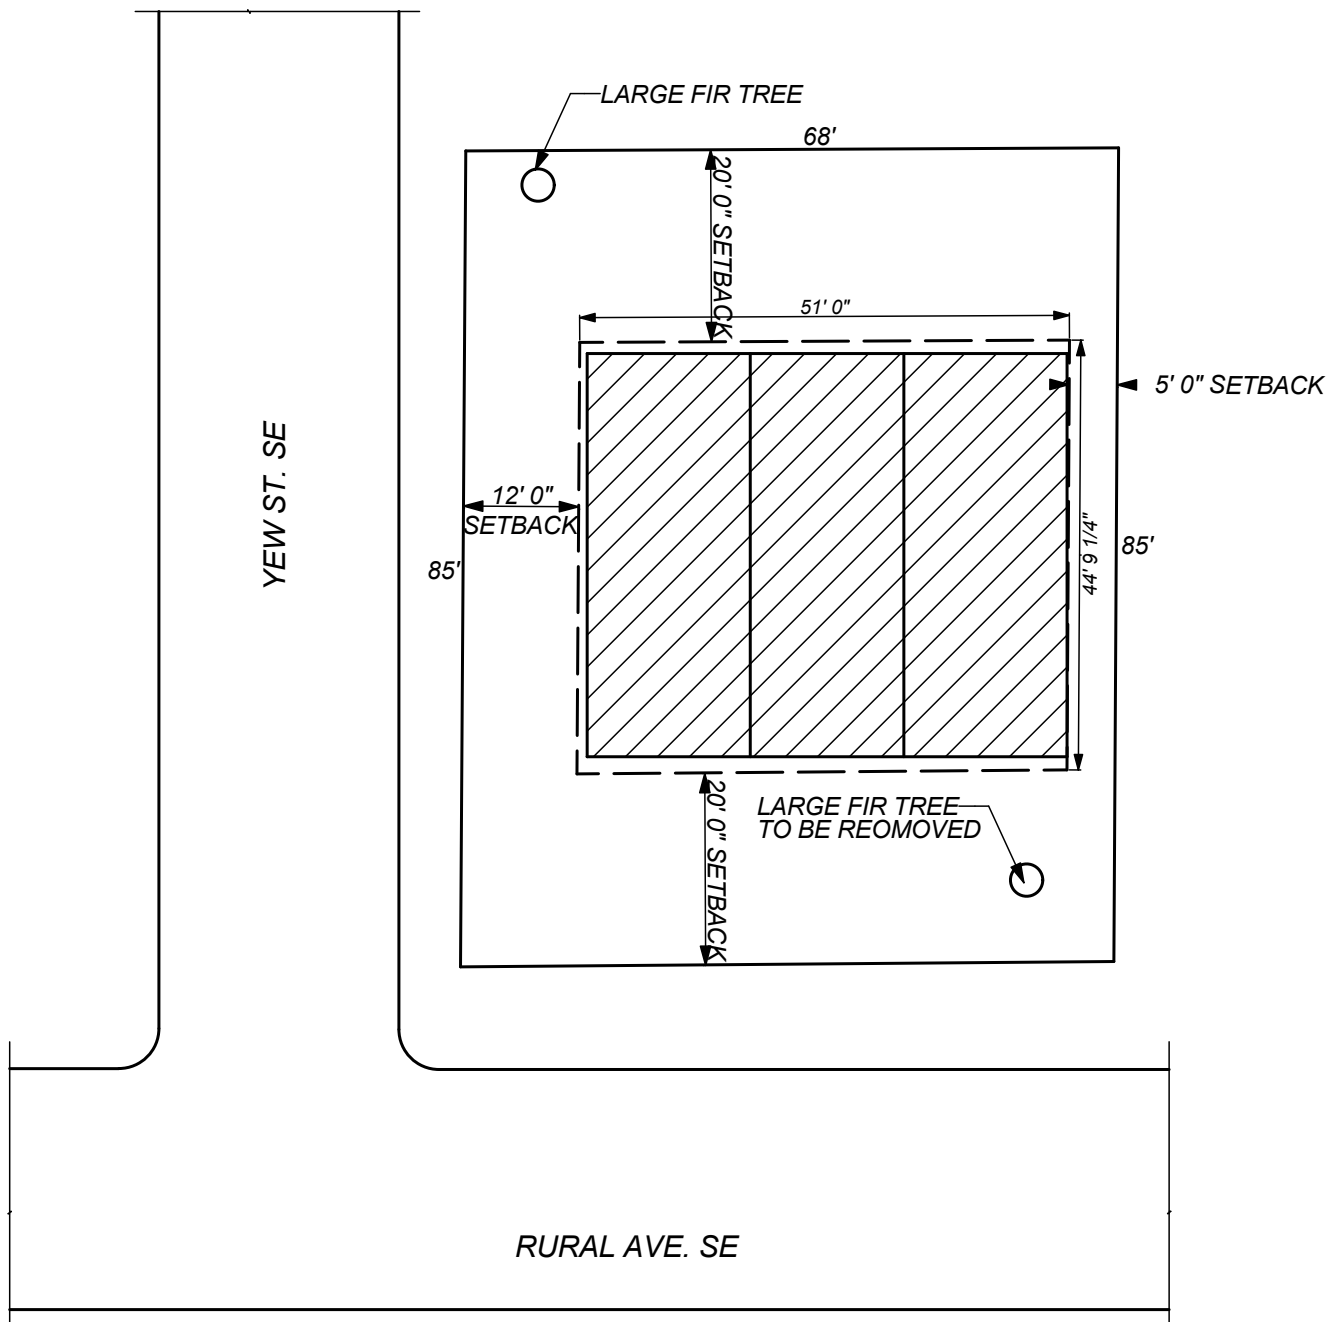 LARGE FIR TREE
68'
20' 0" SETBACK
51' 0"
5' 0" SETBACK
YEW ST. SE
12' 0"
SETBACK
44' 9 1/4"
85'
85'
LARGE FIR TREE
TO BE REOMOVED
20' 0" SETBACK
RURAL AVE. SE